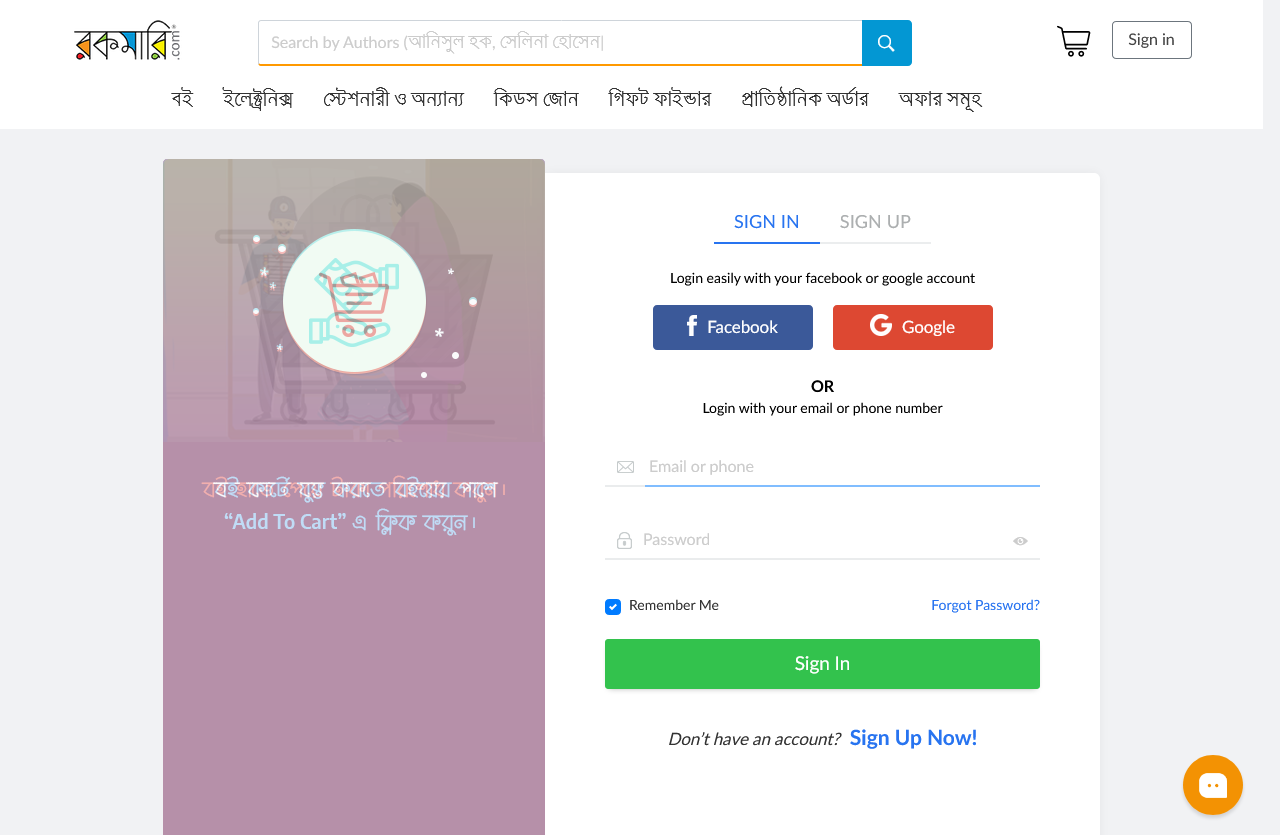 রকমারি.com
Search by Authors (আনিসুল হক, সেলিনা হোসেন|
Sign in
বই ইলেক্ট্রনিক্স স্টেশনারী ও অন্যান্য কিডস জোন গিফট ফাইন্ডার প্রাতিষ্ঠানিক অর্ডার অফার সমূহ
SIGN IN SIGN UP
Login easily with your facebook or google account
Facebook Google
OR
Login with your email or phone number
Email or phone
বই কার্টে যুক্ত করতে বইয়ের পাশে
“Add To Cart” এ ক্লিক করুন।
Password
Remember Me Forgot Password?
Sign In
Don’t have an account? Sign Up Now!